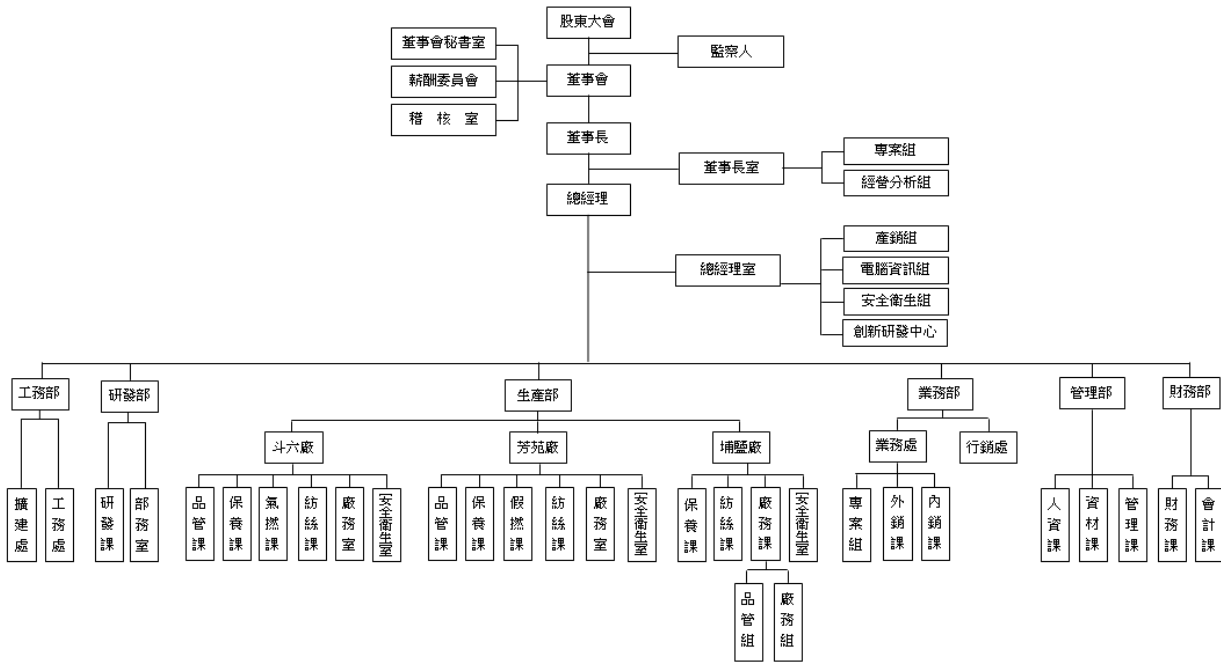 股東大會
董事會秘書室
監察人
薪酬委員會
董事會
稽核室
董事長
專案組
董事長室
經營分析組
總經理
產銷組
總經理室
電腦資訊組
安全衛生組
創新研發中心
工務部
研發部
生產部
業務部
管理部
財務部
斗六廠
芳苑廠
埔鹽廠
業務處
行銷處
擴建處
工務處
研發課
部務室
品管課
保養課
氣撚課
紡絲課
廠務室
安全衛生室
品管課
保養課
假撚課
紡絲課
廠務室
安全衛生室
保養課
紡絲課
廠務課
安全衛生室
專案組
外銷課
內銷課
人資課
資材課
管理課
財務課
會計課
品管組
廠務組